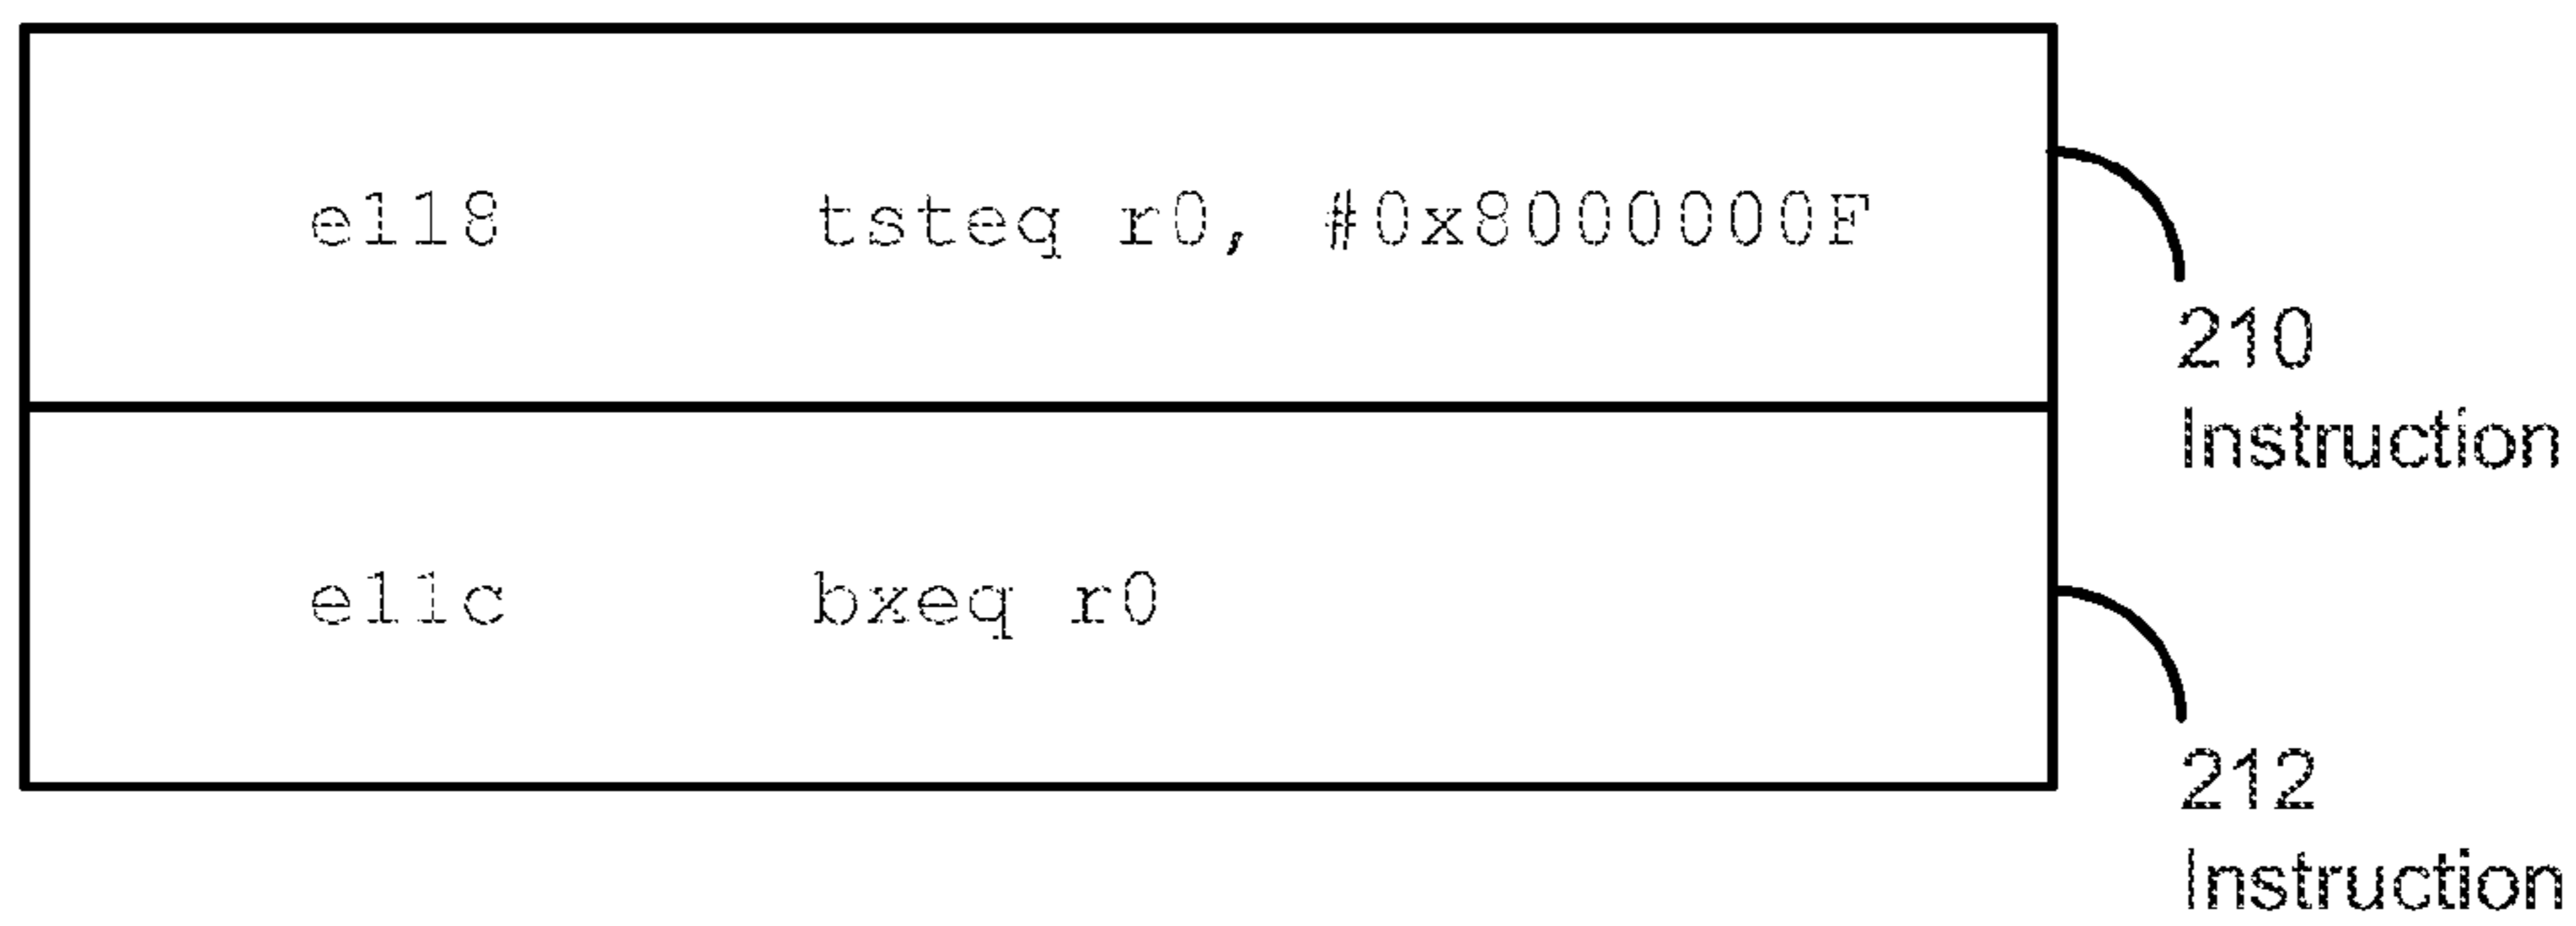 e118 tsteq r0, #0x8000000F
210
Instruction
e11c bxeq r0
212
Instruction